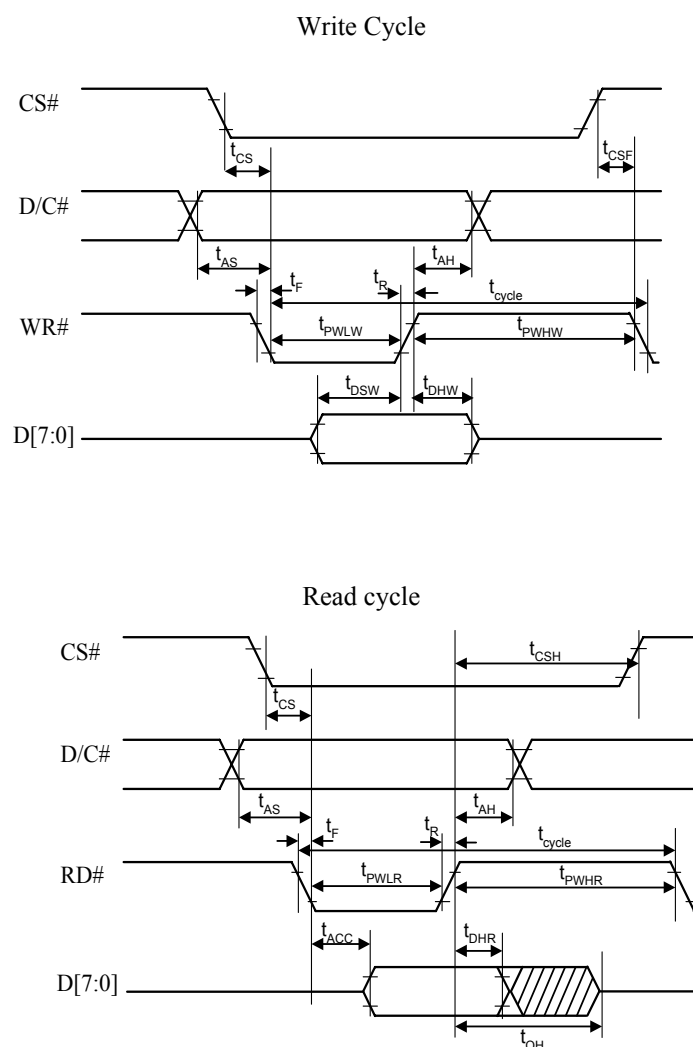 Write Cycle
CS#
tCS
tCSF
D/C#
tAS
tAH
tF
tR
tcycle
WR#
tPWLW
tPWHW
tDSW
tDHW
D[7:0]
Read cycle
CS#
tCSH
tCS
D/C#
tAS
tAH
tF
tR
tcycle
RD#
tPWLR
tPWHR
tACC
tDHR
D[7:0]
tOH